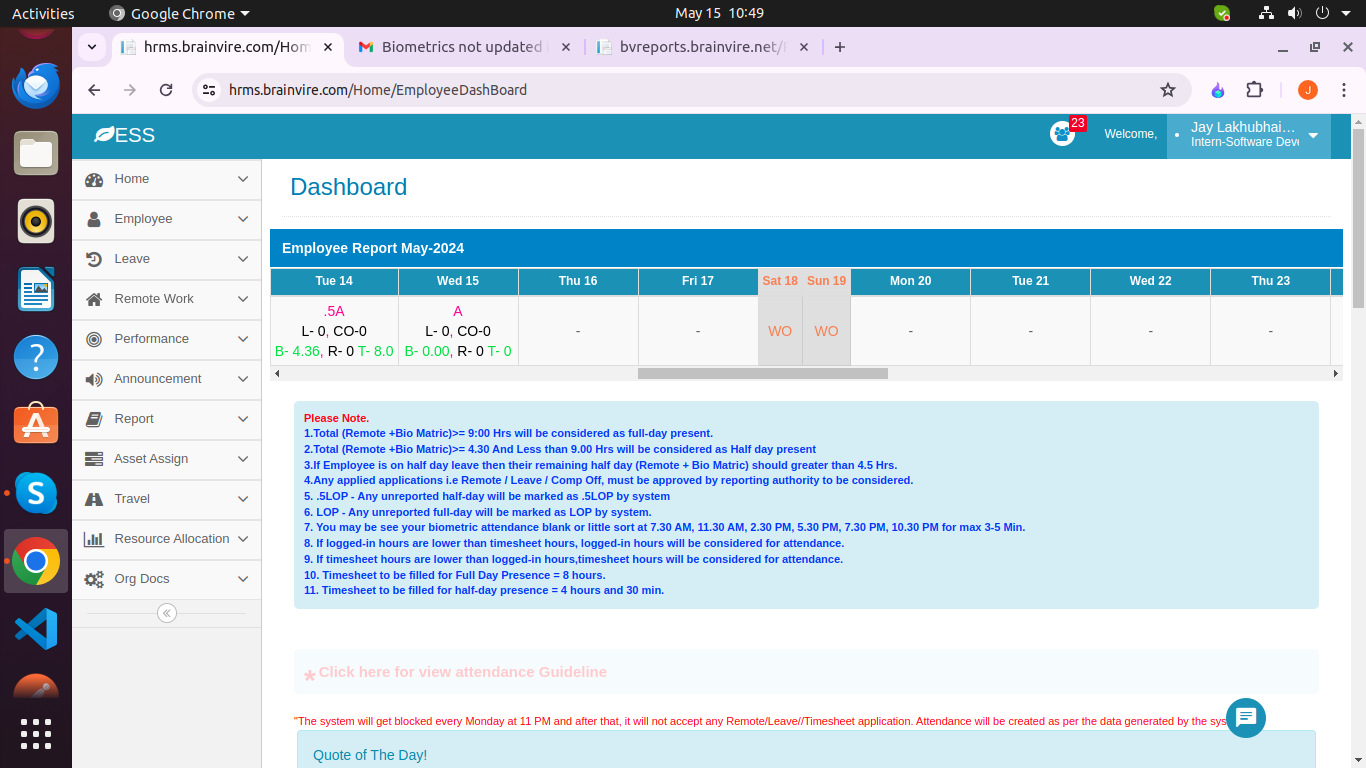 Activities
Google Chrome
May 15 10:49
hrms.brainvire.com/Hom
Biometrics not updated
bvreports.brainvire.net/
hrms.brainvire.com/Home/EmployeeDashBoard
J
ESS
23
Welcome,
Jay Lakhubhai...
Intern-Software Deve
Home
Employee
Leave
Remote Work
Performance
Announcement
Report
Asset Assign
Travel
Resource Allocation
Org Docs
Dashboard
Employee Report May-2024
Tue 14 Wed 15 Thu 16 Fri 17 Sat 18 Sun 19 Mon 20 Tue 21 Wed 22 Thu 23
.5A A
L- 0, CO-0 L- 0, CO-0 - - WO WO - - - -
B- 4.36, R- 0 T- 8.0 B- 0.00, R- 0 T- 0
Please Note.
1.Total (Remote +Bio Matric)>= 9:00 Hrs will be considered as full-day present.
2.Total (Remote +Bio Matric)>= 4.30 And Less than 9.00 Hrs will be considered as Half day present
3.If Employee is on half day leave then their remaining half day (Remote + Bio Matric) should greater than 4.5 Hrs.
4.Any applied applications i.e Remote / Leave / Comp Off, must be approved by reporting authority to be considered.
5. .5LOP - Any unreported half-day will be marked as .5LOP by system
6. LOP - Any unreported full-day will be marked as LOP by system.
7. You may be see your biometric attendance blank or little sort at 7.30 AM, 11.30 AM, 2.30 PM, 5.30 PM, 7.30 PM, 10.30 PM for max 3-5 Min.
8. If logged-in hours are lower than timesheet hours, logged-in hours will be considered for attendance.
9. If timesheet hours are lower than logged-in hours,timesheet hours will be considered for attendance.
10. Timesheet to be filled for Full Day Presence = 8 hours.
11. Timesheet to be filled for half-day presence = 4 hours and 30 min.
* Click here for view attendance Guideline
"The system will get blocked every Monday at 11 PM and after that, it will not accept any Remote/Leave//Timesheet application. Attendance will be created as per the data generated by the sys
Quote of The Day!